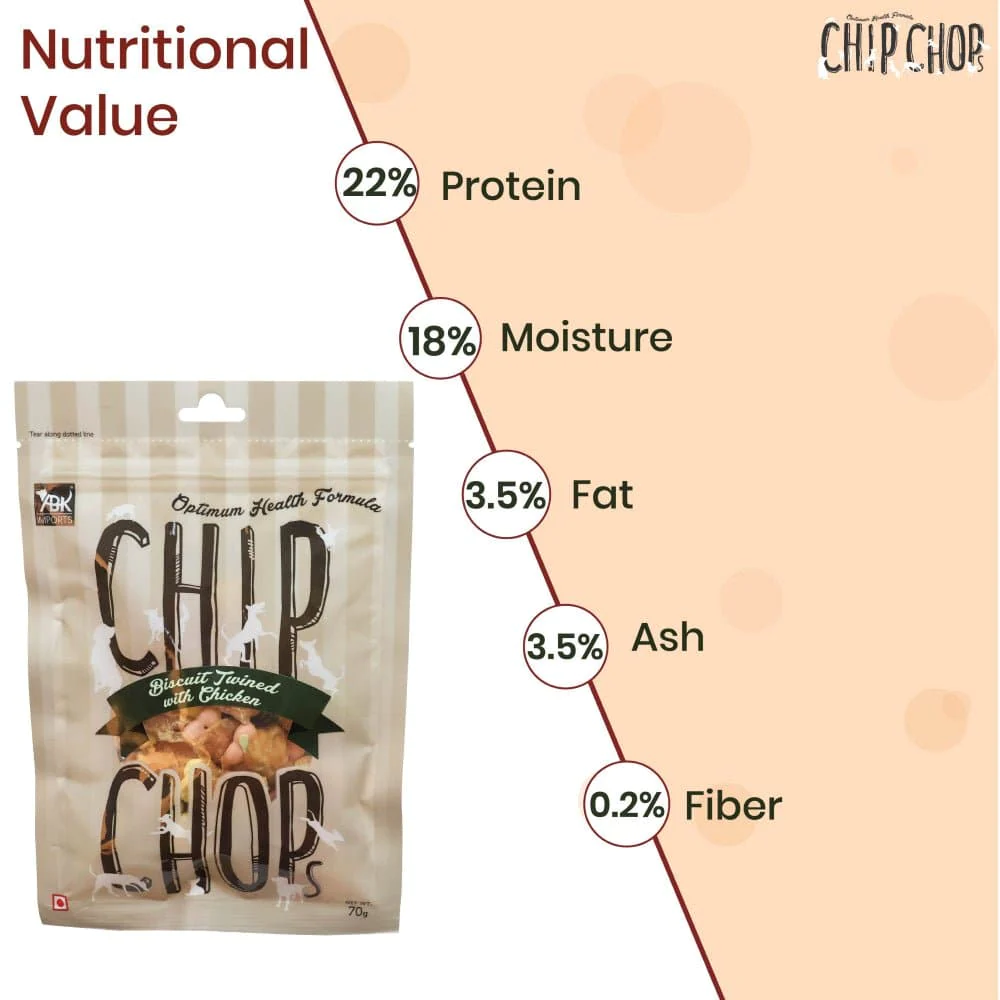 Nutritional
Value
Optimum Health Formula
CHIP CHOPS
22% Protein
18% Moisture
3.5% Fat
3.5% Ash
0.2% Fiber
Tear along dotted line
ABK
IMPORTS
Optimum Health Formula
CHIP
Biscuit Twined
with Chicken
CHOPs
NET WT.
70g